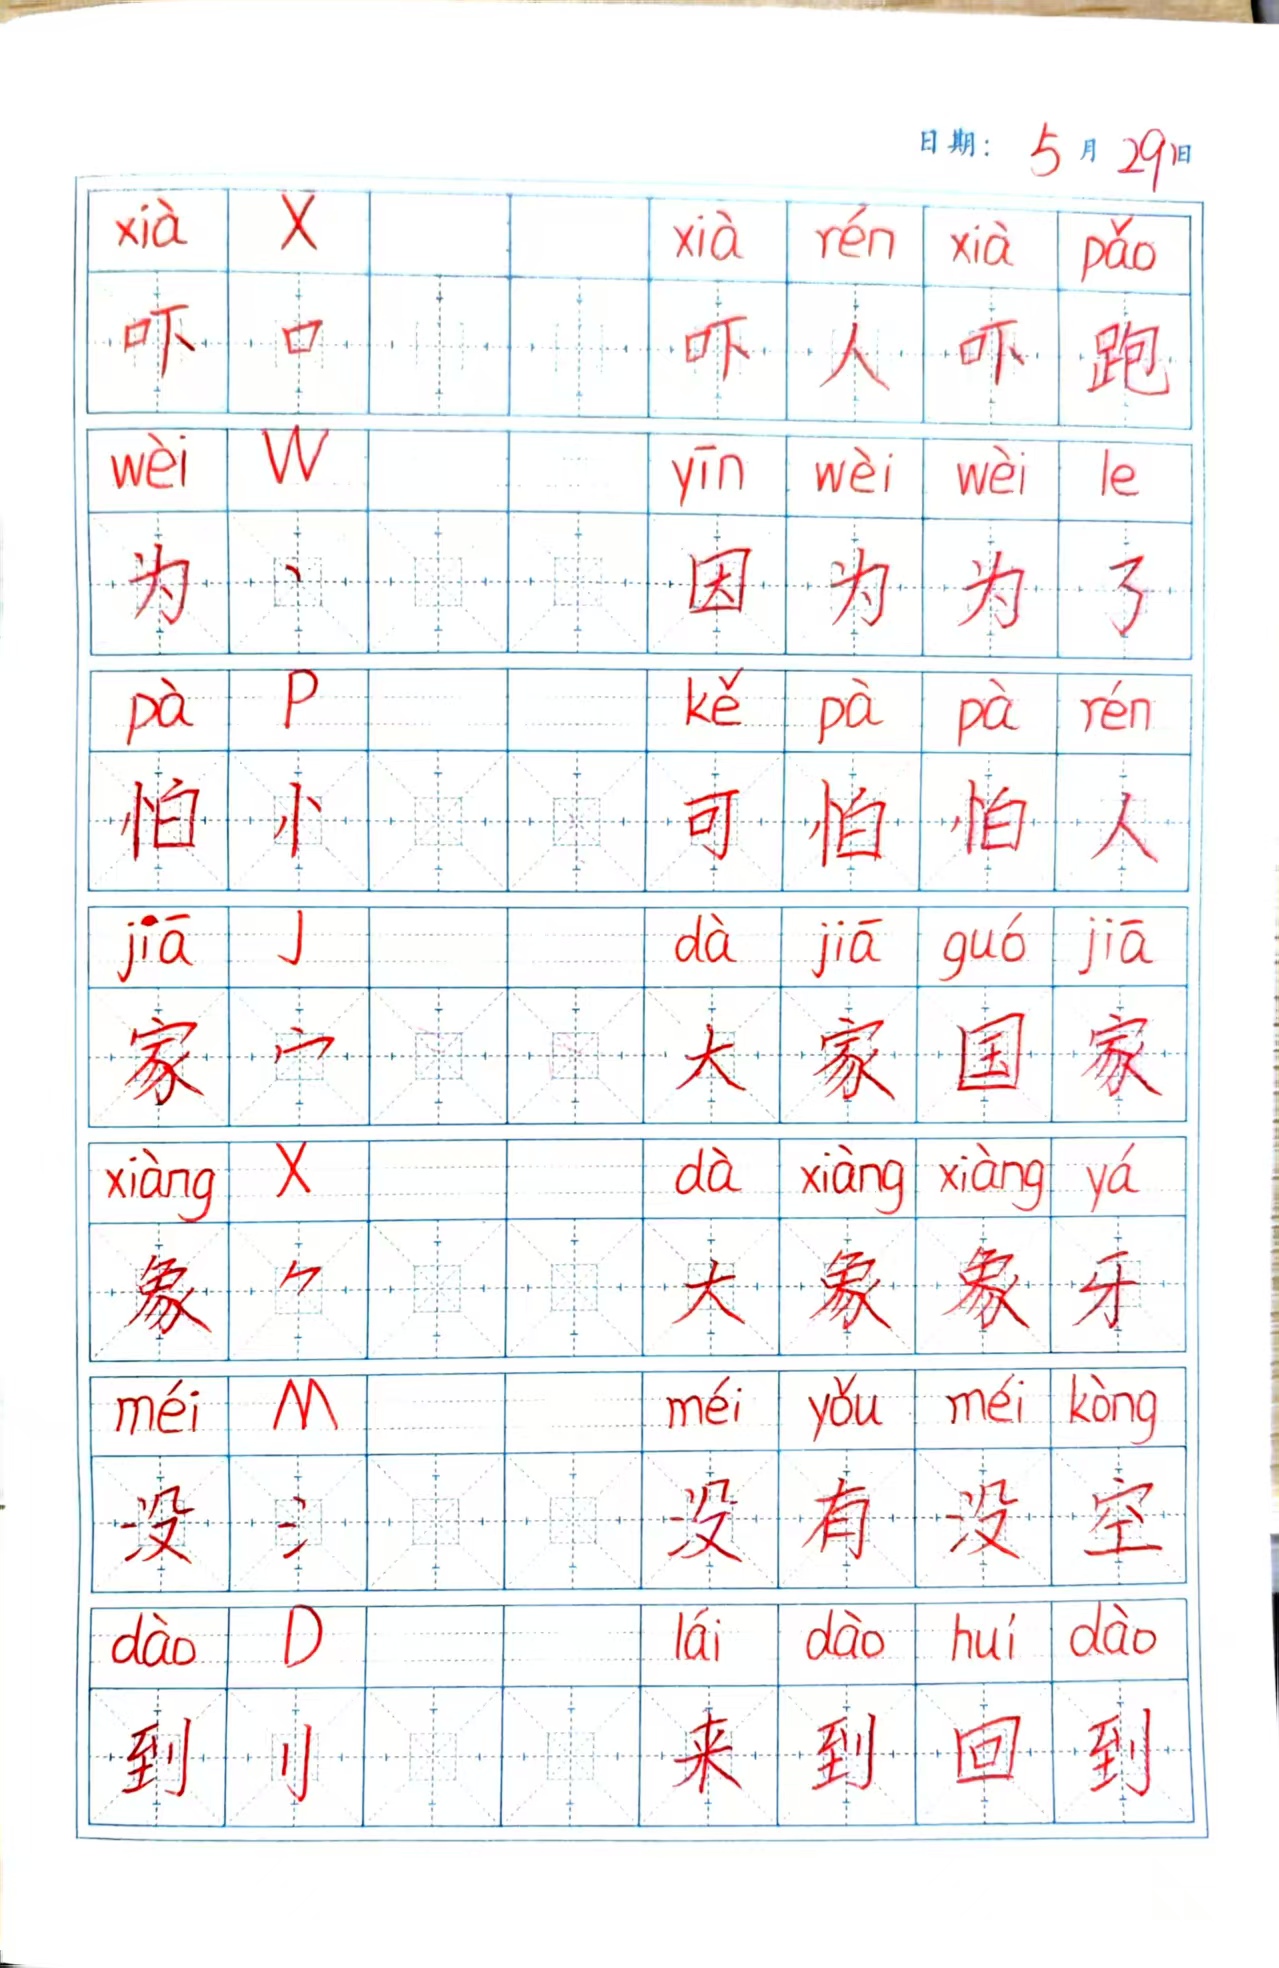 日期: 5月29日
xià X xià rén xià pǎo
吓 口 吓 人 吓 跑
wèi W yīn wèi wèi le
为 丶 因 为 为 了
pà P kě pà pà rén
怕 忄 可 怕 怕 人
jiā J dà jiā guó jiā
家 宀 大 家 国 家
xiàng X dà xiàng xiàng yá
象 ⺈ 大 象 象 牙
méi M méi yǒu méi kòng
没 氵 没 有 没 空
dào D lái dào huí dào
到 刂 来 到 回 到